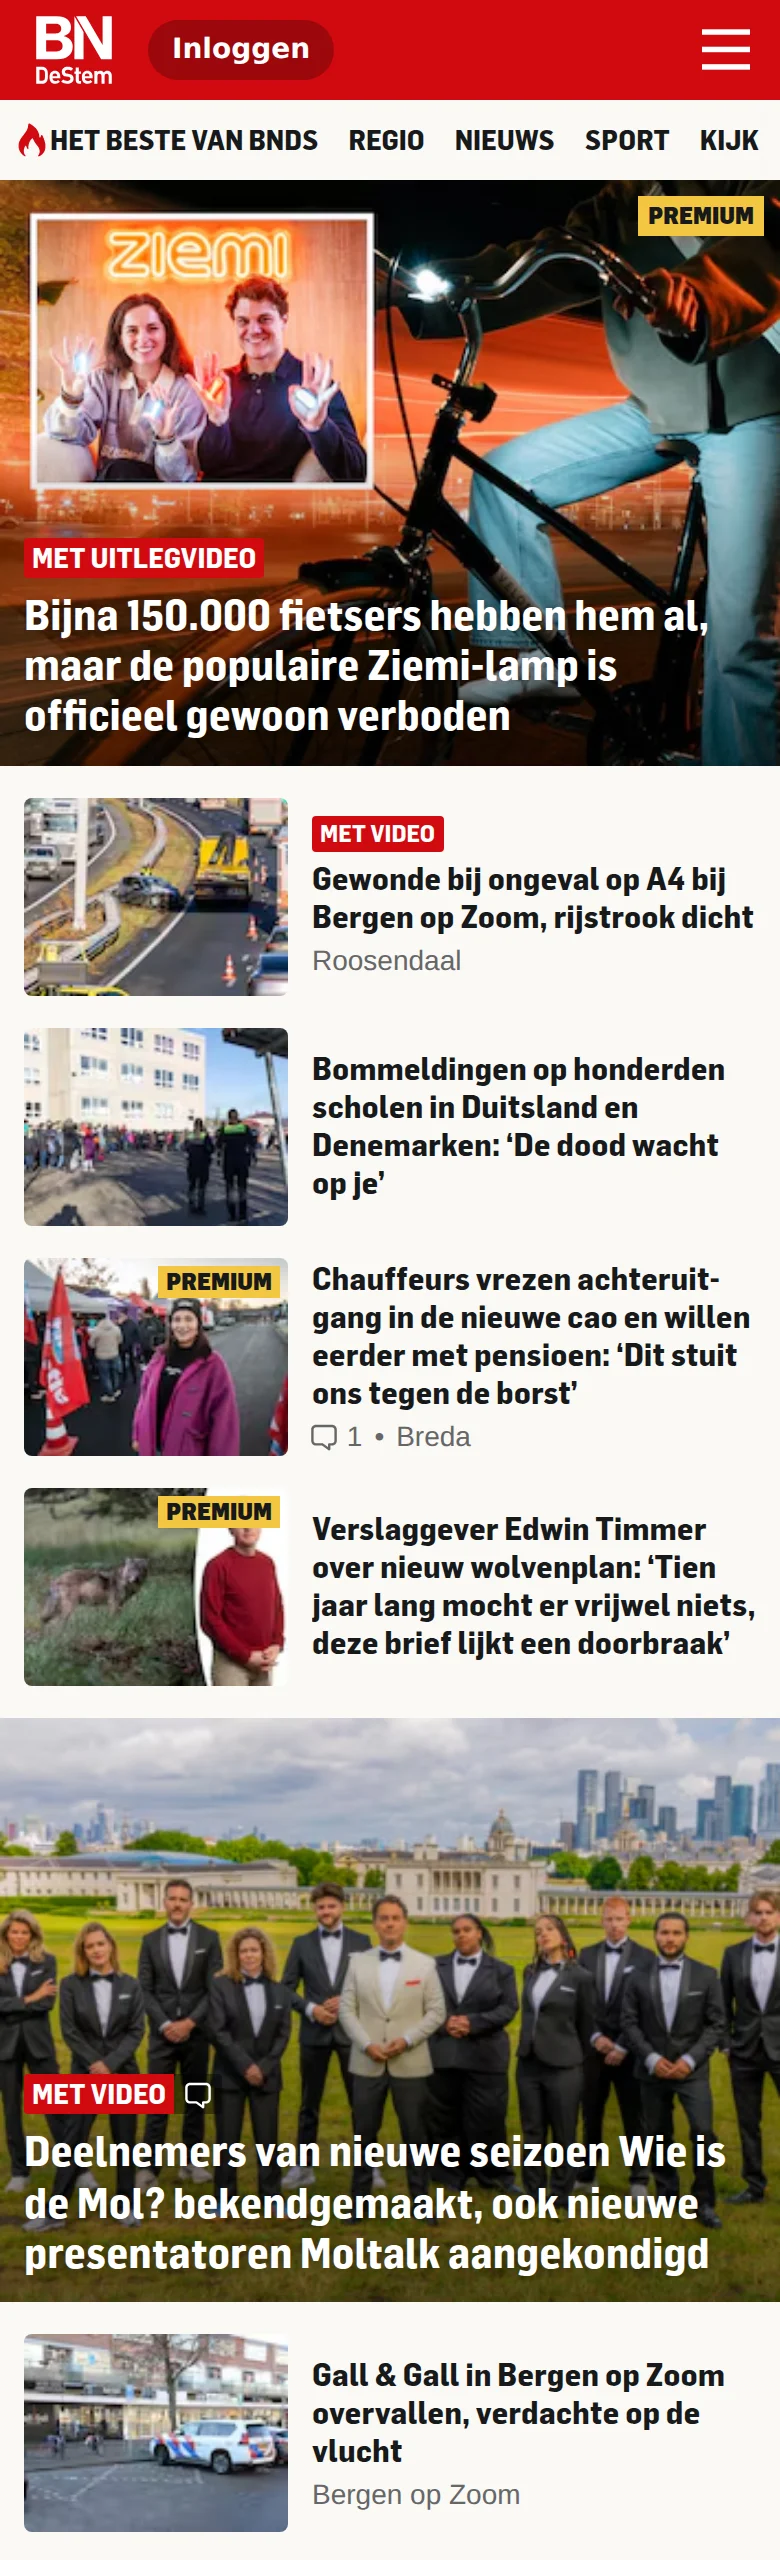 BN
DeStem
Inloggen
HET BESTE VAN BNDS
REGIO
NIEUWS
SPORT
KIJK
PREMIUM
ziemi
MET UITLEGVIDEO
Bijna 150.000 fietsers hebben hem al,
maar de populaire Ziemi-lamp is
officieel gewoon verboden
MET VIDEO
Gewonde bij ongeval op A4 bij
Bergen op Zoom, rijstrook dicht
Roosendaal
Bommeldingen op honderden
scholen in Duitsland en
Denemarken: ‘De dood wacht
op je’
PREMIUM
Chauffeurs vrezen achteruit-
gang in de nieuwe cao en willen
eerder met pensioen: ‘Dit stuit
ons tegen de borst’
1 • Breda
PREMIUM
Verslaggever Edwin Timmer
over nieuw wolvenplan: ‘Tien
jaar lang mocht er vrijwel niets,
deze brief lijkt een doorbraak’
MET VIDEO
Deelnemers van nieuwe seizoen Wie is
de Mol? bekendgemaakt, ook nieuwe
presentatoren Moltalk aangekondigd
Gall & Gall in Bergen op Zoom
overvallen, verdachte op de
vlucht
Bergen op Zoom